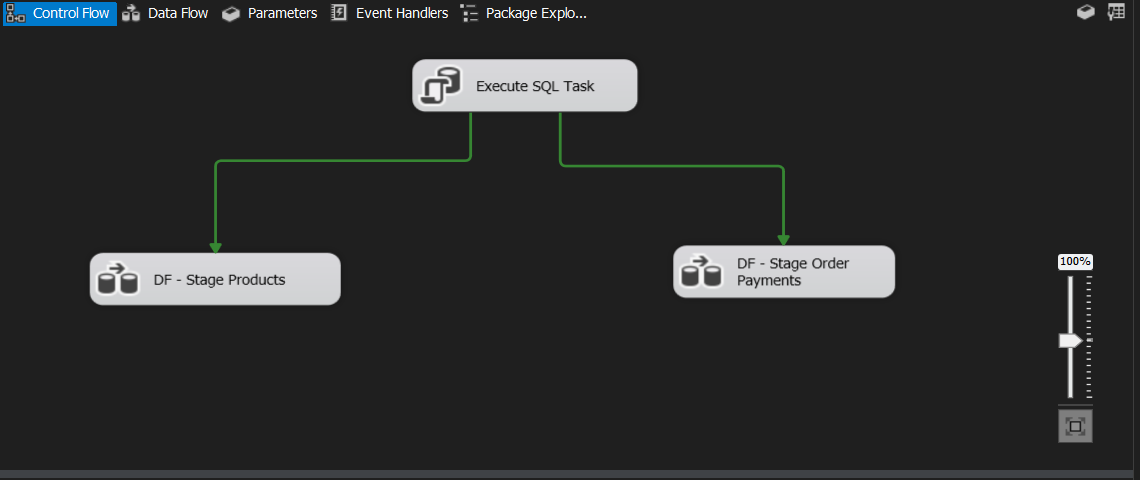 Control Flow Data Flow Parameters Event Handlers Package Explo...
Execute SQL Task
DF - Stage Products
DF - Stage Order
Payments
100%